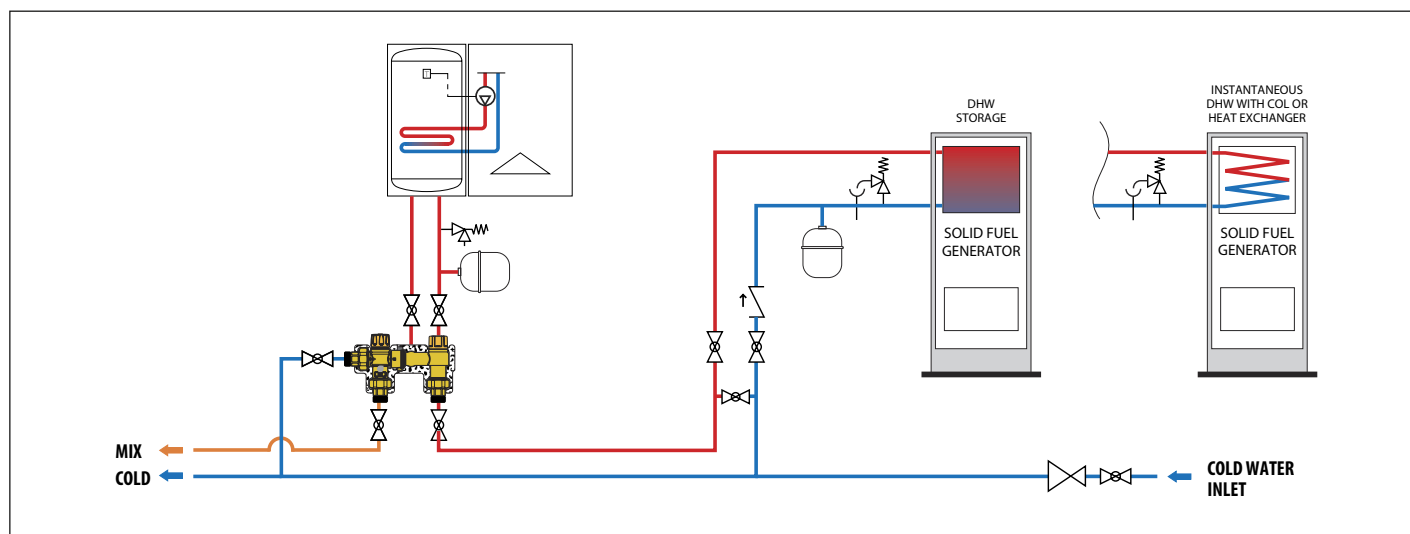 DHW
STORAGE
INSTANTANEOUS
DHW WITH COL OR
HEAT EXCHANGER
T
SOLID FUEL
GENERATOR
SOLID FUEL
GENERATOR
MIX
COLD
COLD WATER
INLET